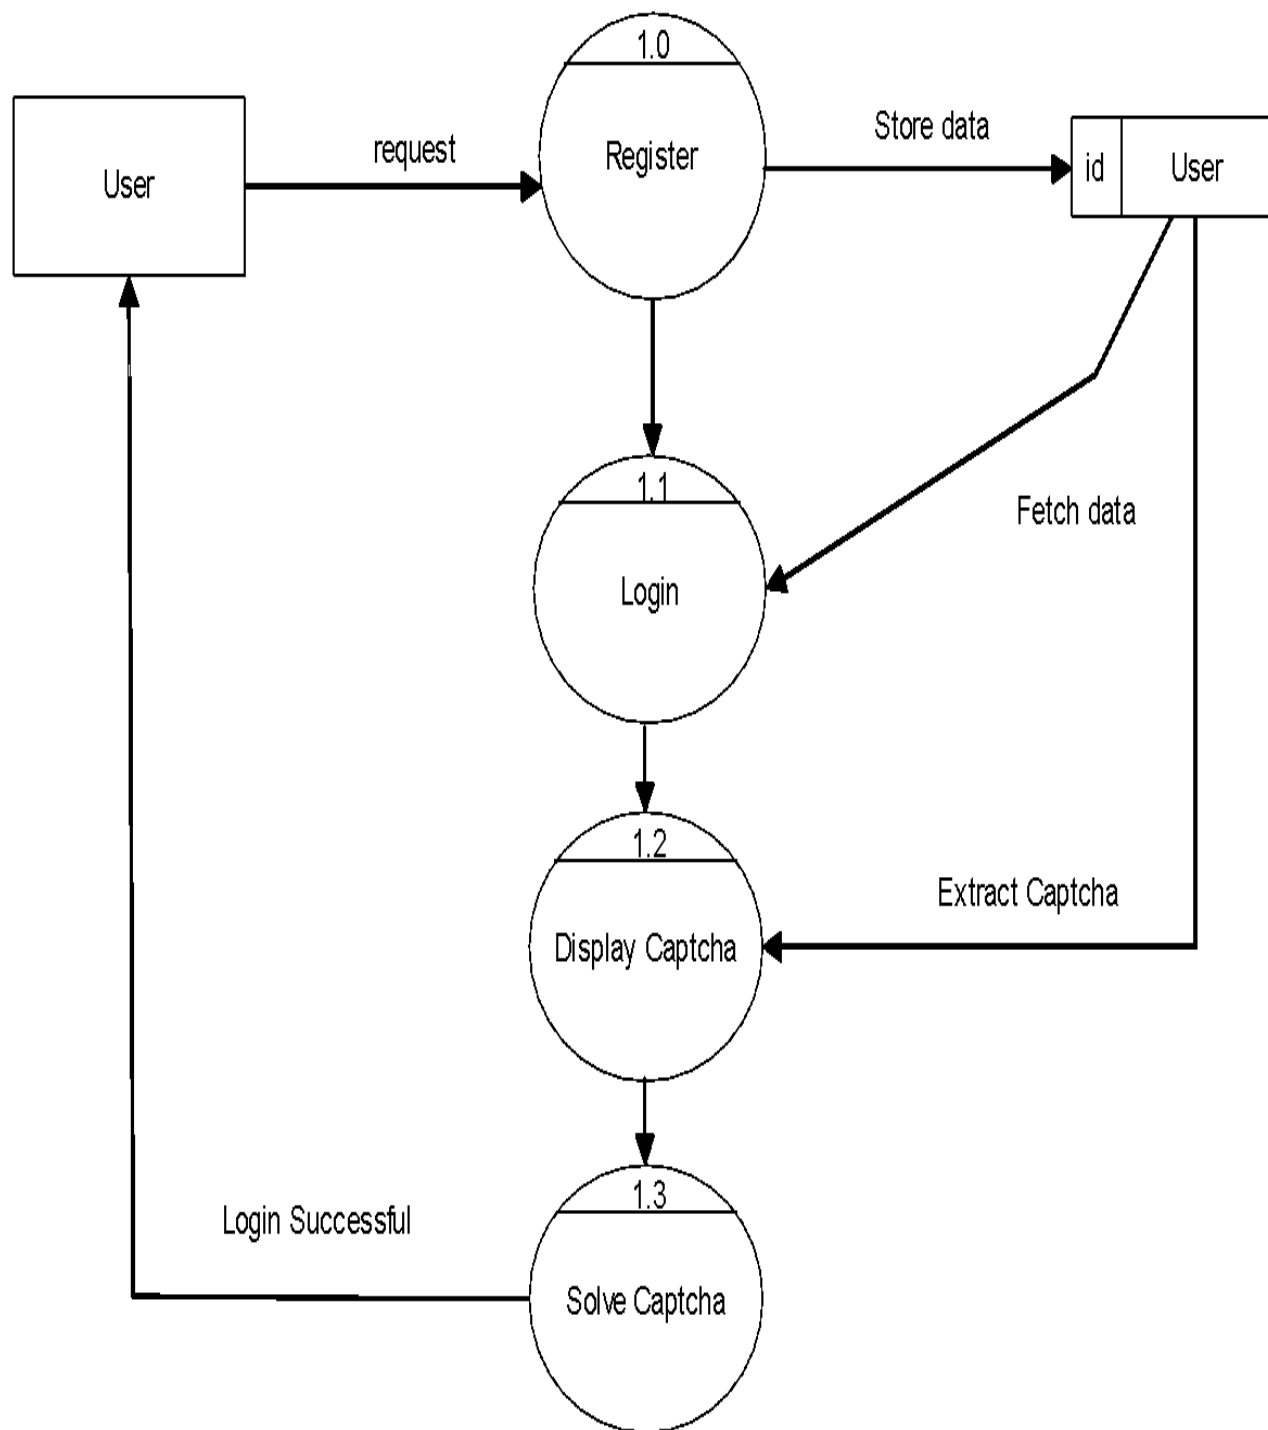 1.0
Register
User
request
Store data
id
User
1.1
Login
Fetch data
1.2
Display Captcha
Extract Captcha
1.3
Solve Captcha
Login Successful